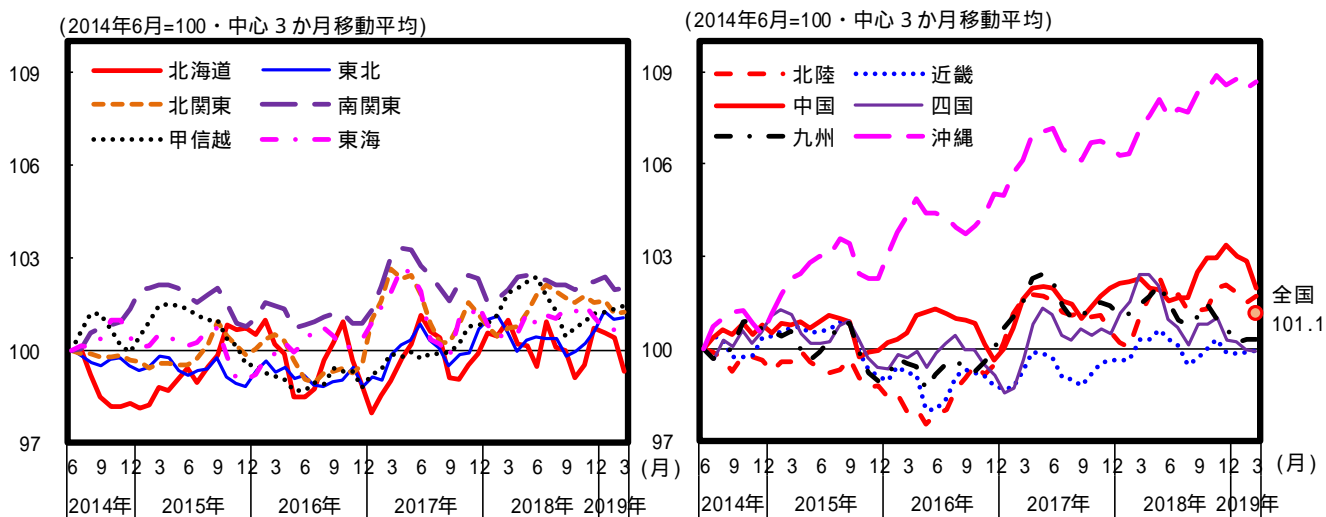 (2014年6月=100・中心３か月移動平均)
109
106
103
100
97
北海道
東北
北関東
南関東
甲信越
東海
6 9 12 3 6 9 12 3 6 9 12 3 6 9 12 3 6 9 12 3 (月)
2014年 2015年 2016年 2017年 2018年 2019年
(2014年6月=100・中心３か月移動平均)
109
106
103
100
97
北陸
近畿
中国
四国
九州
沖縄
全国
101.1
6 9 12 3 6 9 12 3 6 9 12 3 6 9 12 3 6 9 12 3 (月)
2014年 2015年 2016年 2017年 2018年 2019年